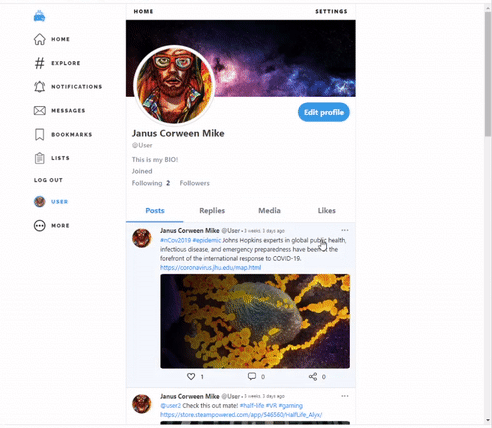 HOME
EXPLORE
NOTIFICATIONS
MESSAGES
BOOKMARKS
LISTS
LOG OUT
USER
MORE
HOME SETTINGS
Edit profile
Janus Corween Mike
@User
This is my BIO!
Joined
Following 2 Followers
Posts Replies Media Likes
Janus Corween Mike @User • 3 weeks, 3 days ago
#nCov2019 #epidemic Johns Hopkins experts in global public health,
infectious disease, and emergency preparedness have been at the
forefront of the international response to COVID-19.
https://coronavirus.jhu.edu/map.html
1 0 0
Janus Corween Mike @User • 3 weeks, 3 days ago
@user2 Check this out mate! #half-life #VR #gaming
https://store.steampowered.com/app/546560/HalfLife_Alyx/